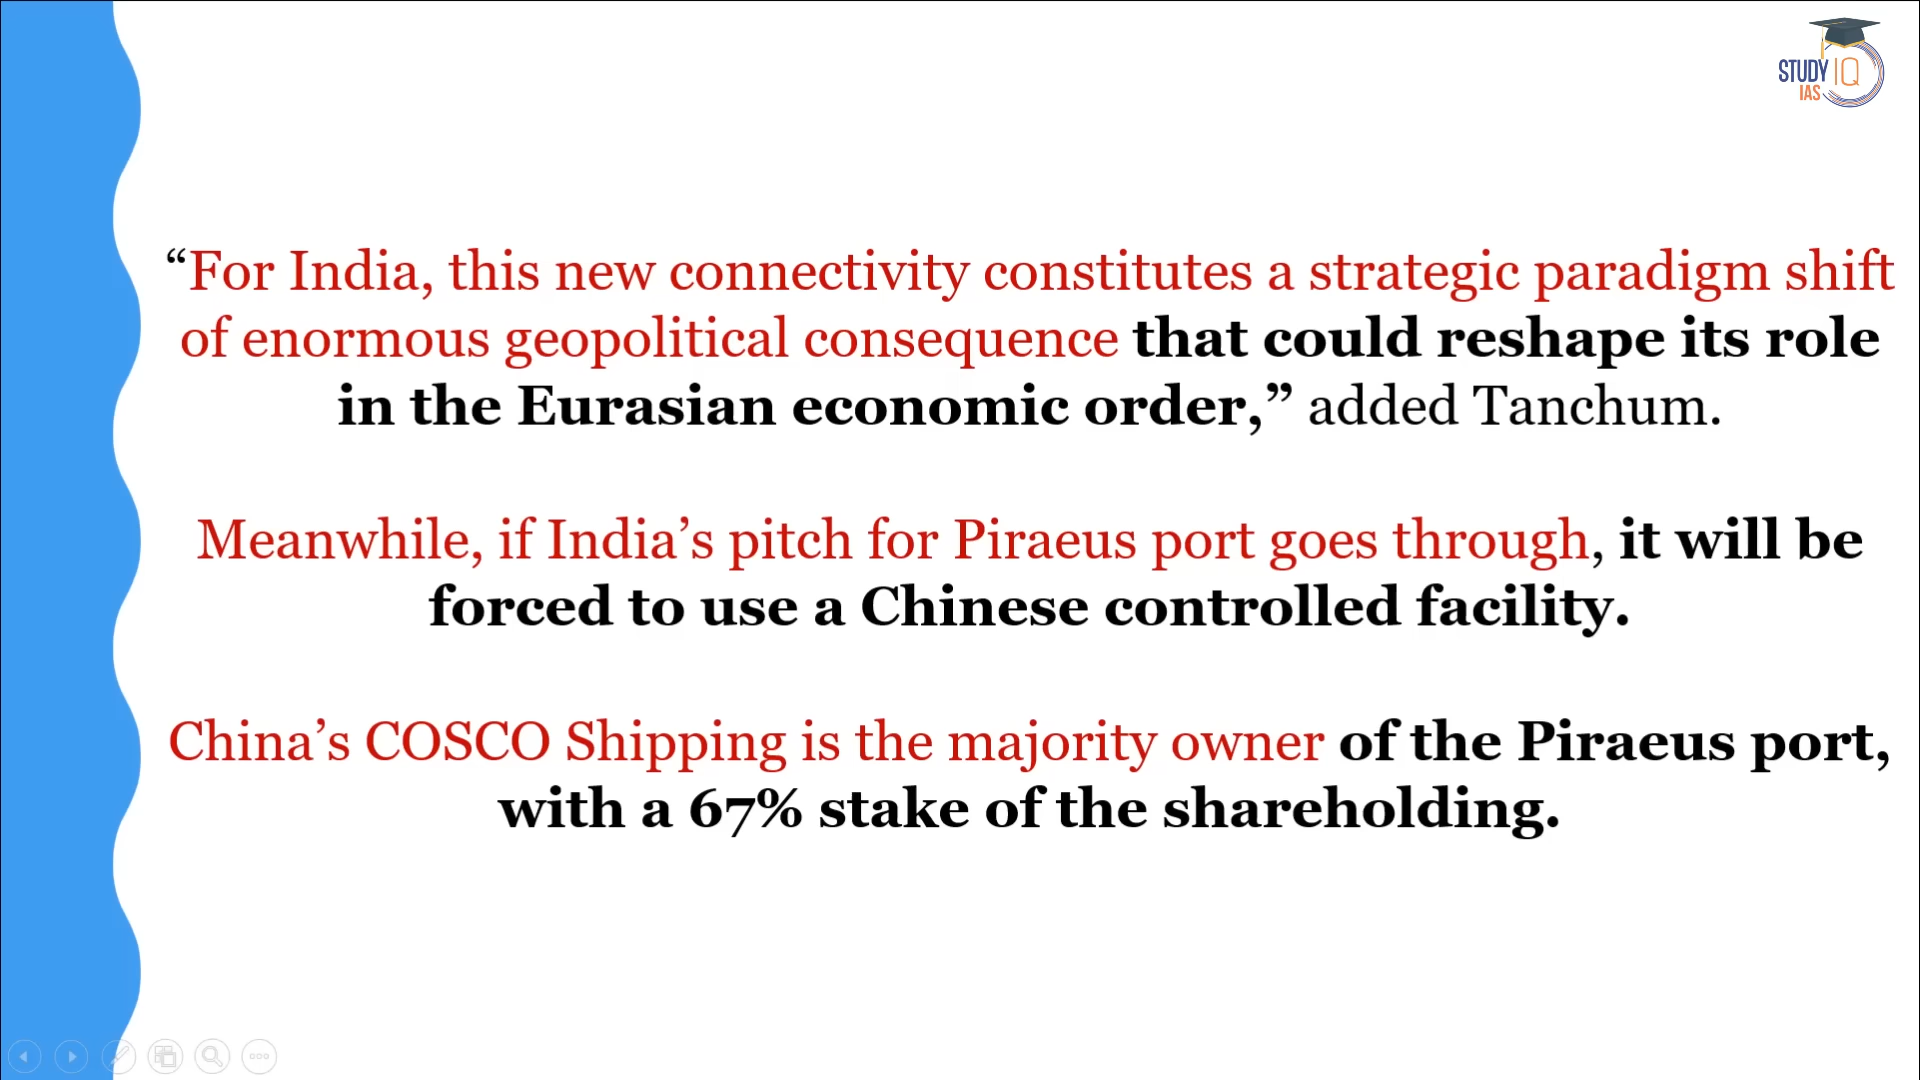 STUDY IQ
IAS
“For India, this new connectivity constitutes a strategic paradigm shift
of enormous geopolitical consequence that could reshape its role
in the Eurasian economic order,” added Tanchum.
Meanwhile, if India’s pitch for Piraeus port goes through, it will be
forced to use a Chinese controlled facility.
China’s COSCO Shipping is the majority owner of the Piraeus port,
with a 67% stake of the shareholding.